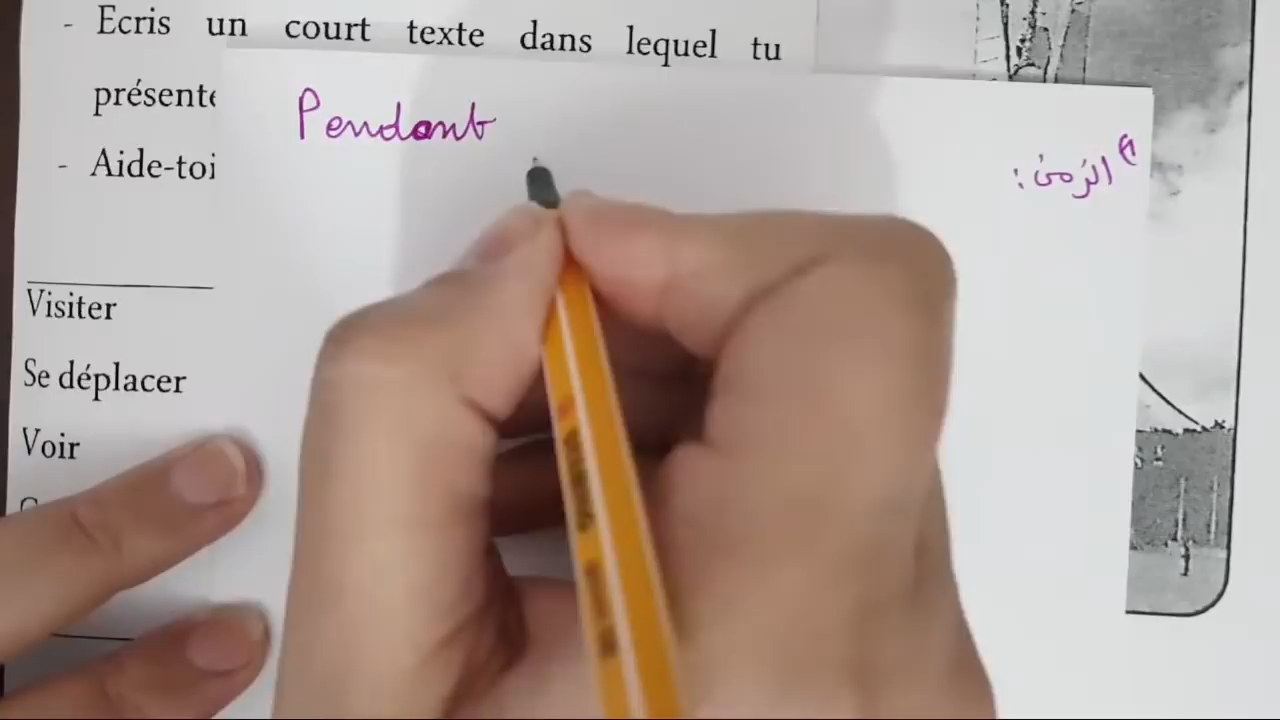 - Ecris un court texte dans lequel tu
présente
- Aide-toi
Pendant
الزمن:
Visiter
Se déplacer
Voir